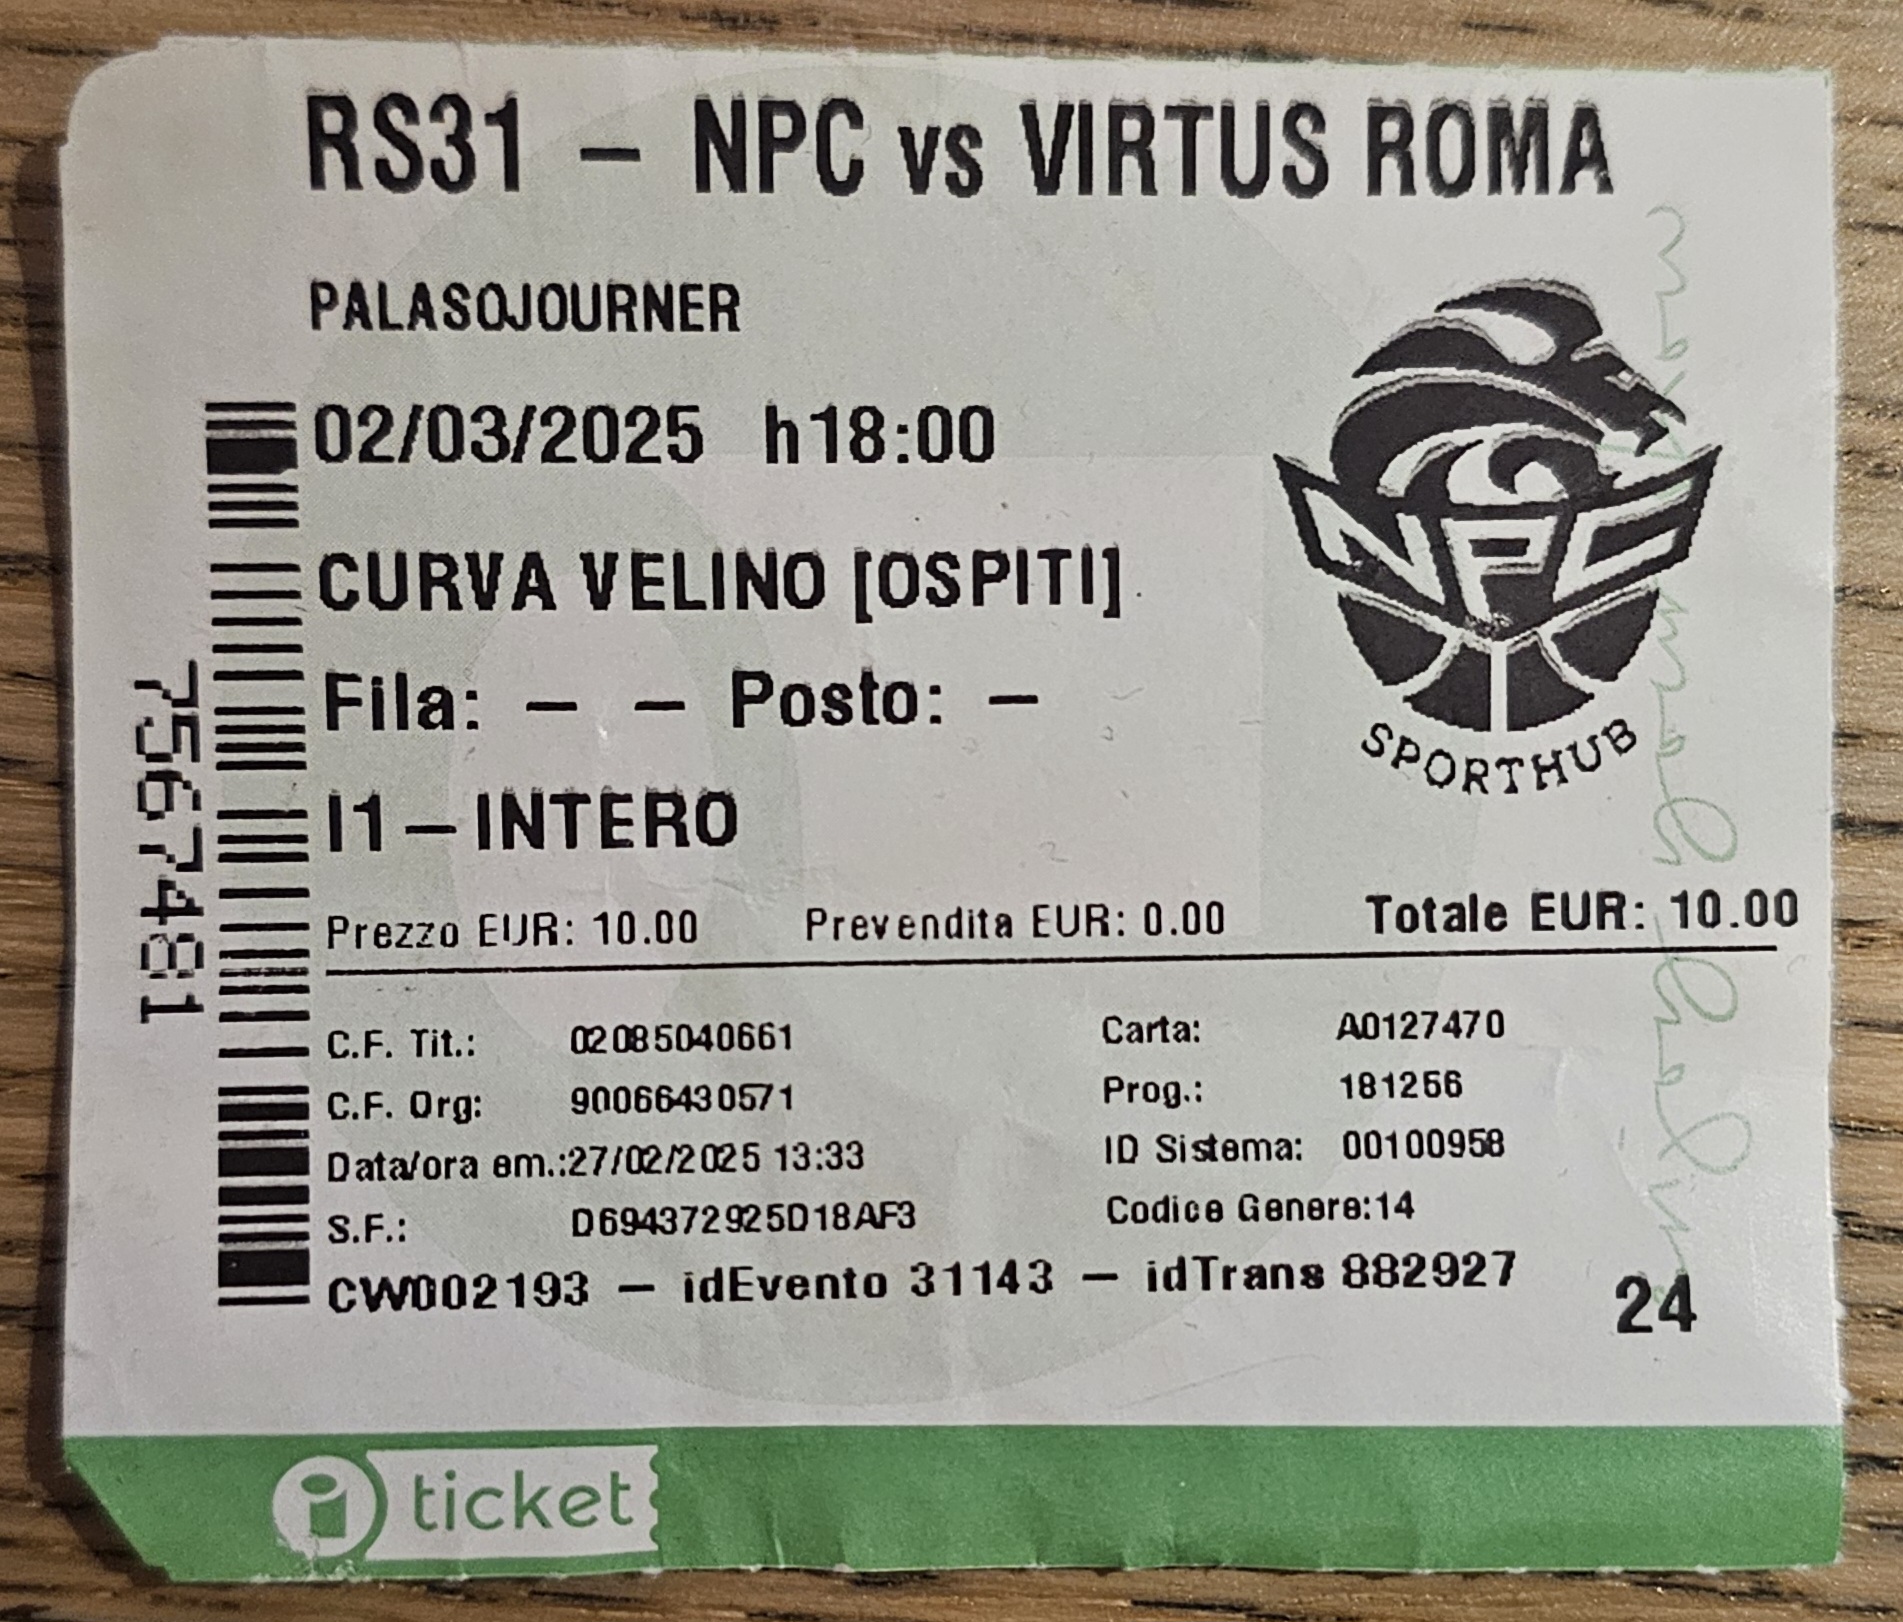 RS31 – NPC vs VIRTUS ROMA
PALASOJOURNER
02/03/2025 h18:00
CURVA VELINO [OSPITI]
Fila: – – Posto: –
I1 – INTERO
NPC
SPORTHUB
Prezzo EUR: 10.00 Prevendita EUR: 0.00 Totale EUR: 10.00
C.F. Tit.: 02085040661 Carta: A0127470
C.F. Org: 90066430571 Prog.: 181256
Data/ora em.:27/02/2025 13:33 ID Sistema: 00100958
S.F.: D694372925D18AF3 Codice Genere:14
CW002193 – idEvento 31143 – idTrans 882927
24
7567481
i ticket